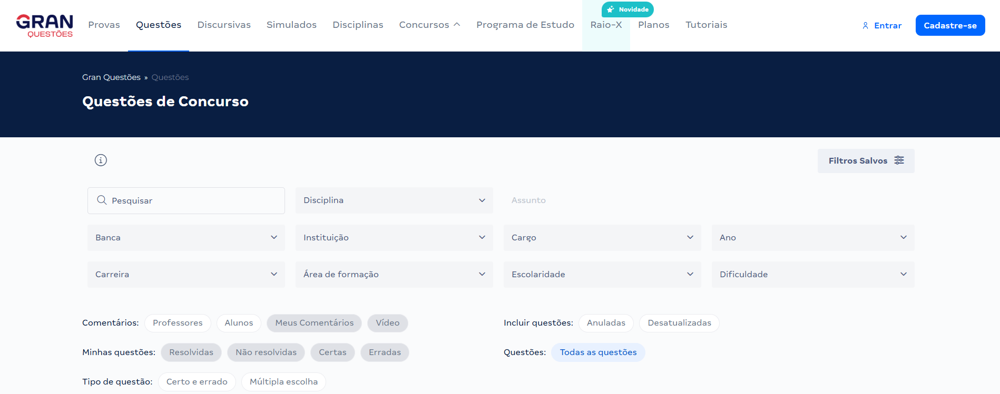 GRAN
QUESTÕES
Provas Questões Discursivas Simulados Disciplinas Concursos Programa de Estudo Raio-X Novidade Planos Tutoriais Entrar Cadastre-se
Gran Questões » Questões
Questões de Concurso
Filtros Salvos
Pesquisar Disciplina Assunto
Banca Instituição Cargo Ano
Carreira Área de formação Escolaridade Dificuldade
Comentários: Professores Alunos Meus Comentários Vídeo Incluir questões: Anuladas Desatualizadas
Minhas questões: Resolvidas Não resolvidas Certas Erradas Questões: Todas as questões
Tipo de questão: Certo e errado Múltipla escolha